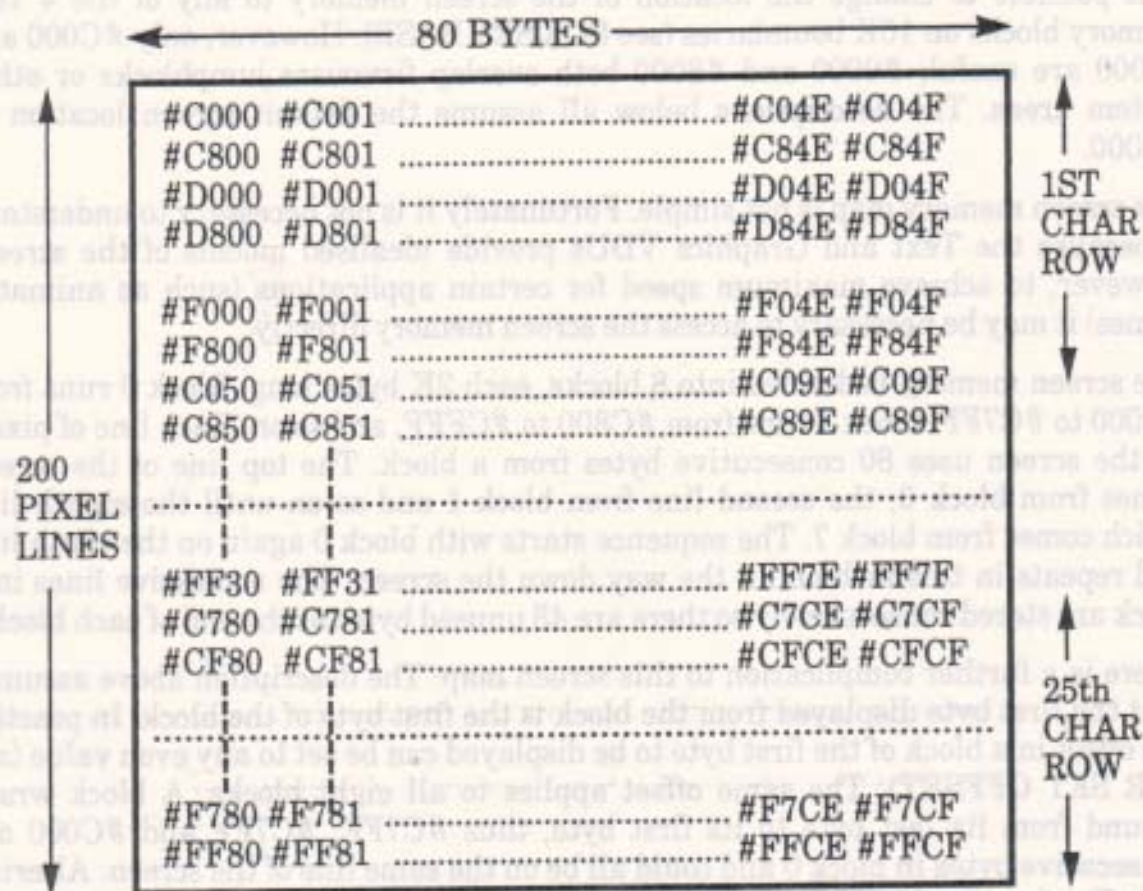 80 BYTES
#C000 #C001 ........ #C04E #C04F
#C800 #C801 ........ #C84E #C84F
#D000 #D001 ........ #D04E #D04F
#D800 #D801 ........ #D84E #D84F
#F000 #F001 ........ #F04E #F04F
#F800 #F801 ........ #F84E #F84F
#C050 #C051 ........ #C09E #C09F
#C850 #C851 ........ #C89E #C89F
1ST
CHAR
ROW
200
PIXEL
LINES
#FF30 #FF31 ........ #FF7E #FF7F
#C780 #C781 ........ #C7CE #C7CF
#CF80 #CF81 ........ #CFCE #CFCF
#F780 #F781 ........ #F7CE #F7CF
#FF80 #FF81 ........ #FFCE #FFCF
25th
CHAR
ROW